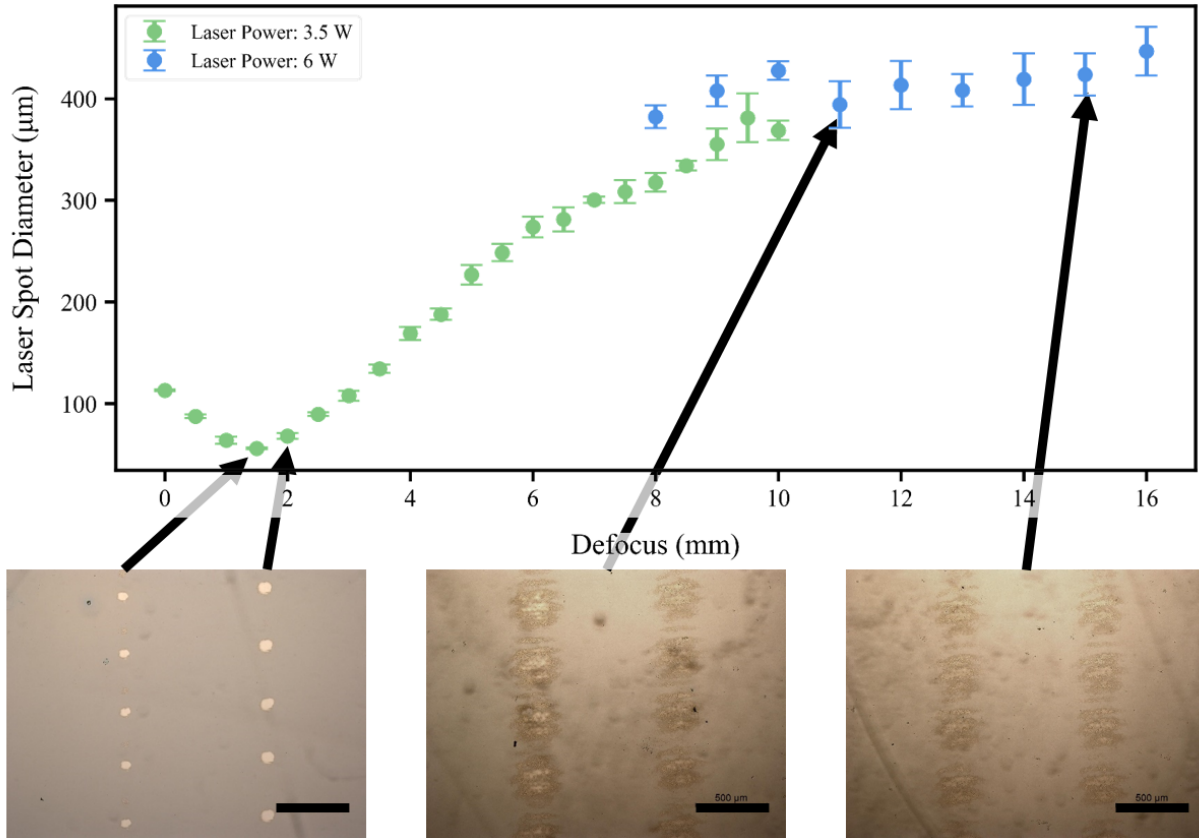 Laser Power: 3.5 W
Laser Power: 6 W
Laser Spot Diameter (μm)
400
300
200
100
0 2 4 6 8 10 12 14 16
Defocus (mm)
500 μm
500 μm